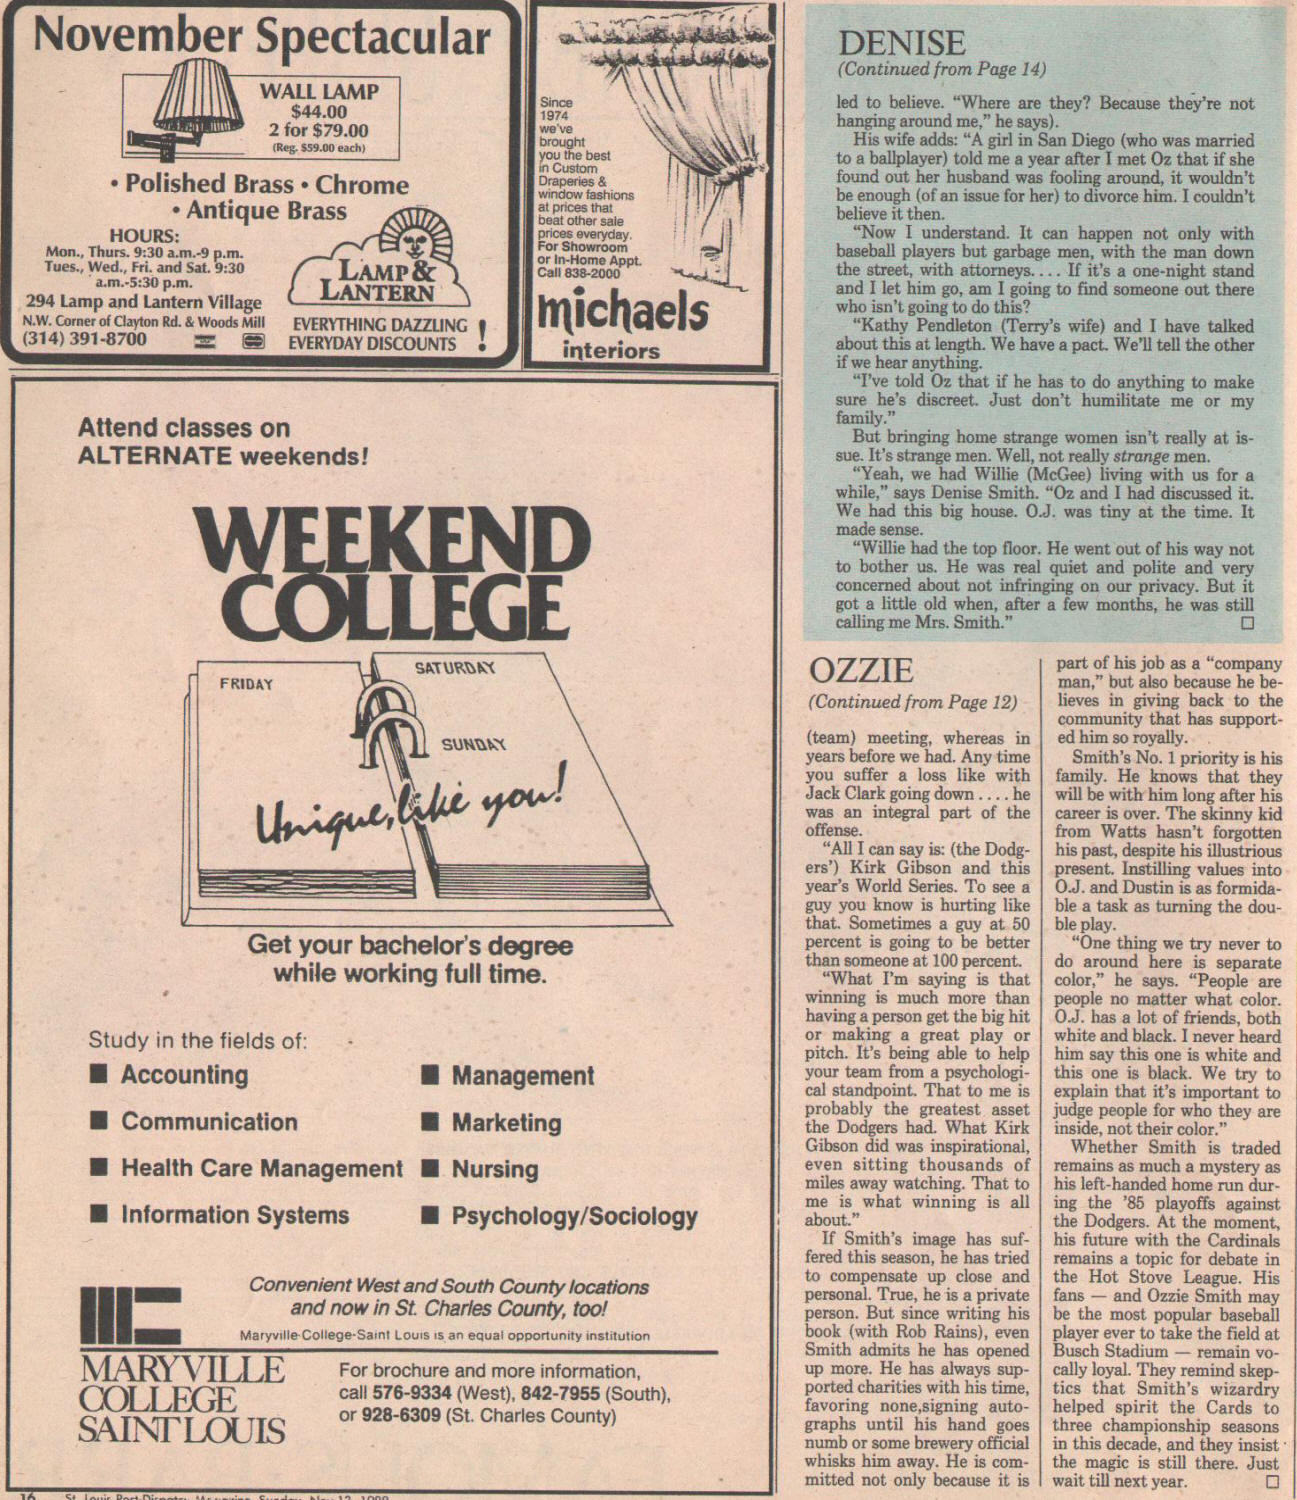 November Spectacular
WALL LAMP
$44.00
2 for $79.00
(Reg. $59.00 each)
• Polished Brass • Chrome
• Antique Brass
HOURS:
Mon., Thurs. 9:30 a.m.-9 p.m.
Tues., Wed., Fri. and Sat. 9:30
a.m.-5:30 p.m.
294 Lamp and Lantern Village
N.W. Corner of Clayton Rd. & Woods Mill
(314) 391-8700
LAMP &
LANTERN
EVERYTHING DAZZLING
EVERYDAY DISCOUNTS !
Since
1974
we've
brought
you the best
in Custom
Draperies &
window fashions
at prices that
beat other sale
prices everyday.
For Showroom
or In-Home Appt.
Call 838-2000
michaels
interiors
Attend classes on
ALTERNATE weekends!
WEEKEND
COLLEGE
FRIDAY
SATURDAY
SUNDAY
Unique, like you!
Get your bachelor's degree
while working full time.
Study in the fields of:
■ Accounting
■ Communication
■ Health Care Management
■ Information Systems
■ Management
■ Marketing
■ Nursing
■ Psychology/Sociology
Convenient West and South County locations
and now in St. Charles County, too!
Maryville-College-Saint Louis is an equal opportunity institution
MARYVILLE
COLLEGE
SAINT LOUIS
For brochure and more information,
call 576-9334 (West), 842-7955 (South),
or 928-6309 (St. Charles County)
DENISE
(Continued from Page 14)
led to believe. “Where are they? Because they're not
hanging around me,” he says).
His wife adds: “A girl in San Diego (who was married
to a ballplayer) told me a year after I met Oz that if she
found out her husband was fooling around, it wouldn't
be enough (of an issue for her) to divorce him. I couldn't
believe it then.
“Now I understand. It can happen not only with
baseball players but garbage men, with the man down
the street, with attorneys. . . . If it's a one-night stand
and I let him go, am I going to find someone out there
who isn't going to do this?
“Kathy Pendleton (Terry's wife) and I have talked
about this at length. We have a pact. We'll tell the other
if we hear anything.
“I've told Oz that if he has to do anything to make
sure he's discreet. Just don't humilitate me or my
family.”
But bringing home strange women isn't really at is-
sue. It's strange men. Well, not really strange men.
“Yeah, we had Willie (McGee) living with us for a
while,” says Denise Smith. “Oz and I had discussed it.
We had this big house. O.J. was tiny at the time. It
made sense.
“Willie had the top floor. He went out of his way not
to bother us. He was real quiet and polite and very
concerned about not infringing on our privacy. But it
got a little old when, after a few months, he was still
calling me Mrs. Smith.” □
OZZIE
(Continued from Page 12)
(team) meeting, whereas in
years before we had. Any time
you suffer a loss like with
Jack Clark going down . . . . he
was an integral part of the
offense.
“All I can say is: (the Dodg-
ers') Kirk Gibson and this
year's World Series. To see a
guy you know is hurting like
that. Sometimes a guy at 50
percent is going to be better
than someone at 100 percent.
“What I'm saying is that
winning is much more than
having a person get the big hit
or making a great play or
pitch. It's being able to help
your team from a psychologi-
cal standpoint. That to me is
probably the greatest asset
the Dodgers had. What Kirk
Gibson did was inspirational,
even sitting thousands of
miles away watching. That to
me is what winning is all
about.”
If Smith's image has suf-
fered this season, he has tried
to compensate up close and
personal. True, he is a private
person. But since writing his
book (with Rob Rains), even
Smith admits he has opened
up more. He has always sup-
ported charities with his time,
favoring none,signing auto-
graphs until his hand goes
numb or some brewery official
whisks him away. He is com-
mitted not only because it is
part of his job as a “company
man,” but also because he be-
lieves in giving back to the
community that has support-
ed him so royally.
Smith's No. 1 priority is his
family. He knows that they
will be with him long after his
career is over. The skinny kid
from Watts hasn't forgotten
his past, despite his illustrious
present. Instilling values into
O.J. and Dustin is as formida-
ble a task as turning the dou-
ble play.
“One thing we try never to
do around here is separate
color,” he says. “People are
people no matter what color.
O.J. has a lot of friends, both
white and black. I never heard
him say this one is white and
this one is black. We try to
explain that it's important to
judge people for who they are
inside, not their color.”
Whether Smith is traded
remains as much a mystery as
his left-handed home run dur-
ing the '85 playoffs against
the Dodgers. At the moment,
his future with the Cardinals
remains a topic for debate in
the Hot Stove League. His
fans — and Ozzie Smith may
be the most popular baseball
player ever to take the field at
Busch Stadium — remain vo-
cally loyal. They remind skep-
tics that Smith's wizardry
helped spirit the Cards to
three championship seasons
in this decade, and they insist
the magic is still there. Just
wait till next year. □
16 St. Louis Post-Dispatch Magazine, Sunday, Nov 13, 1988